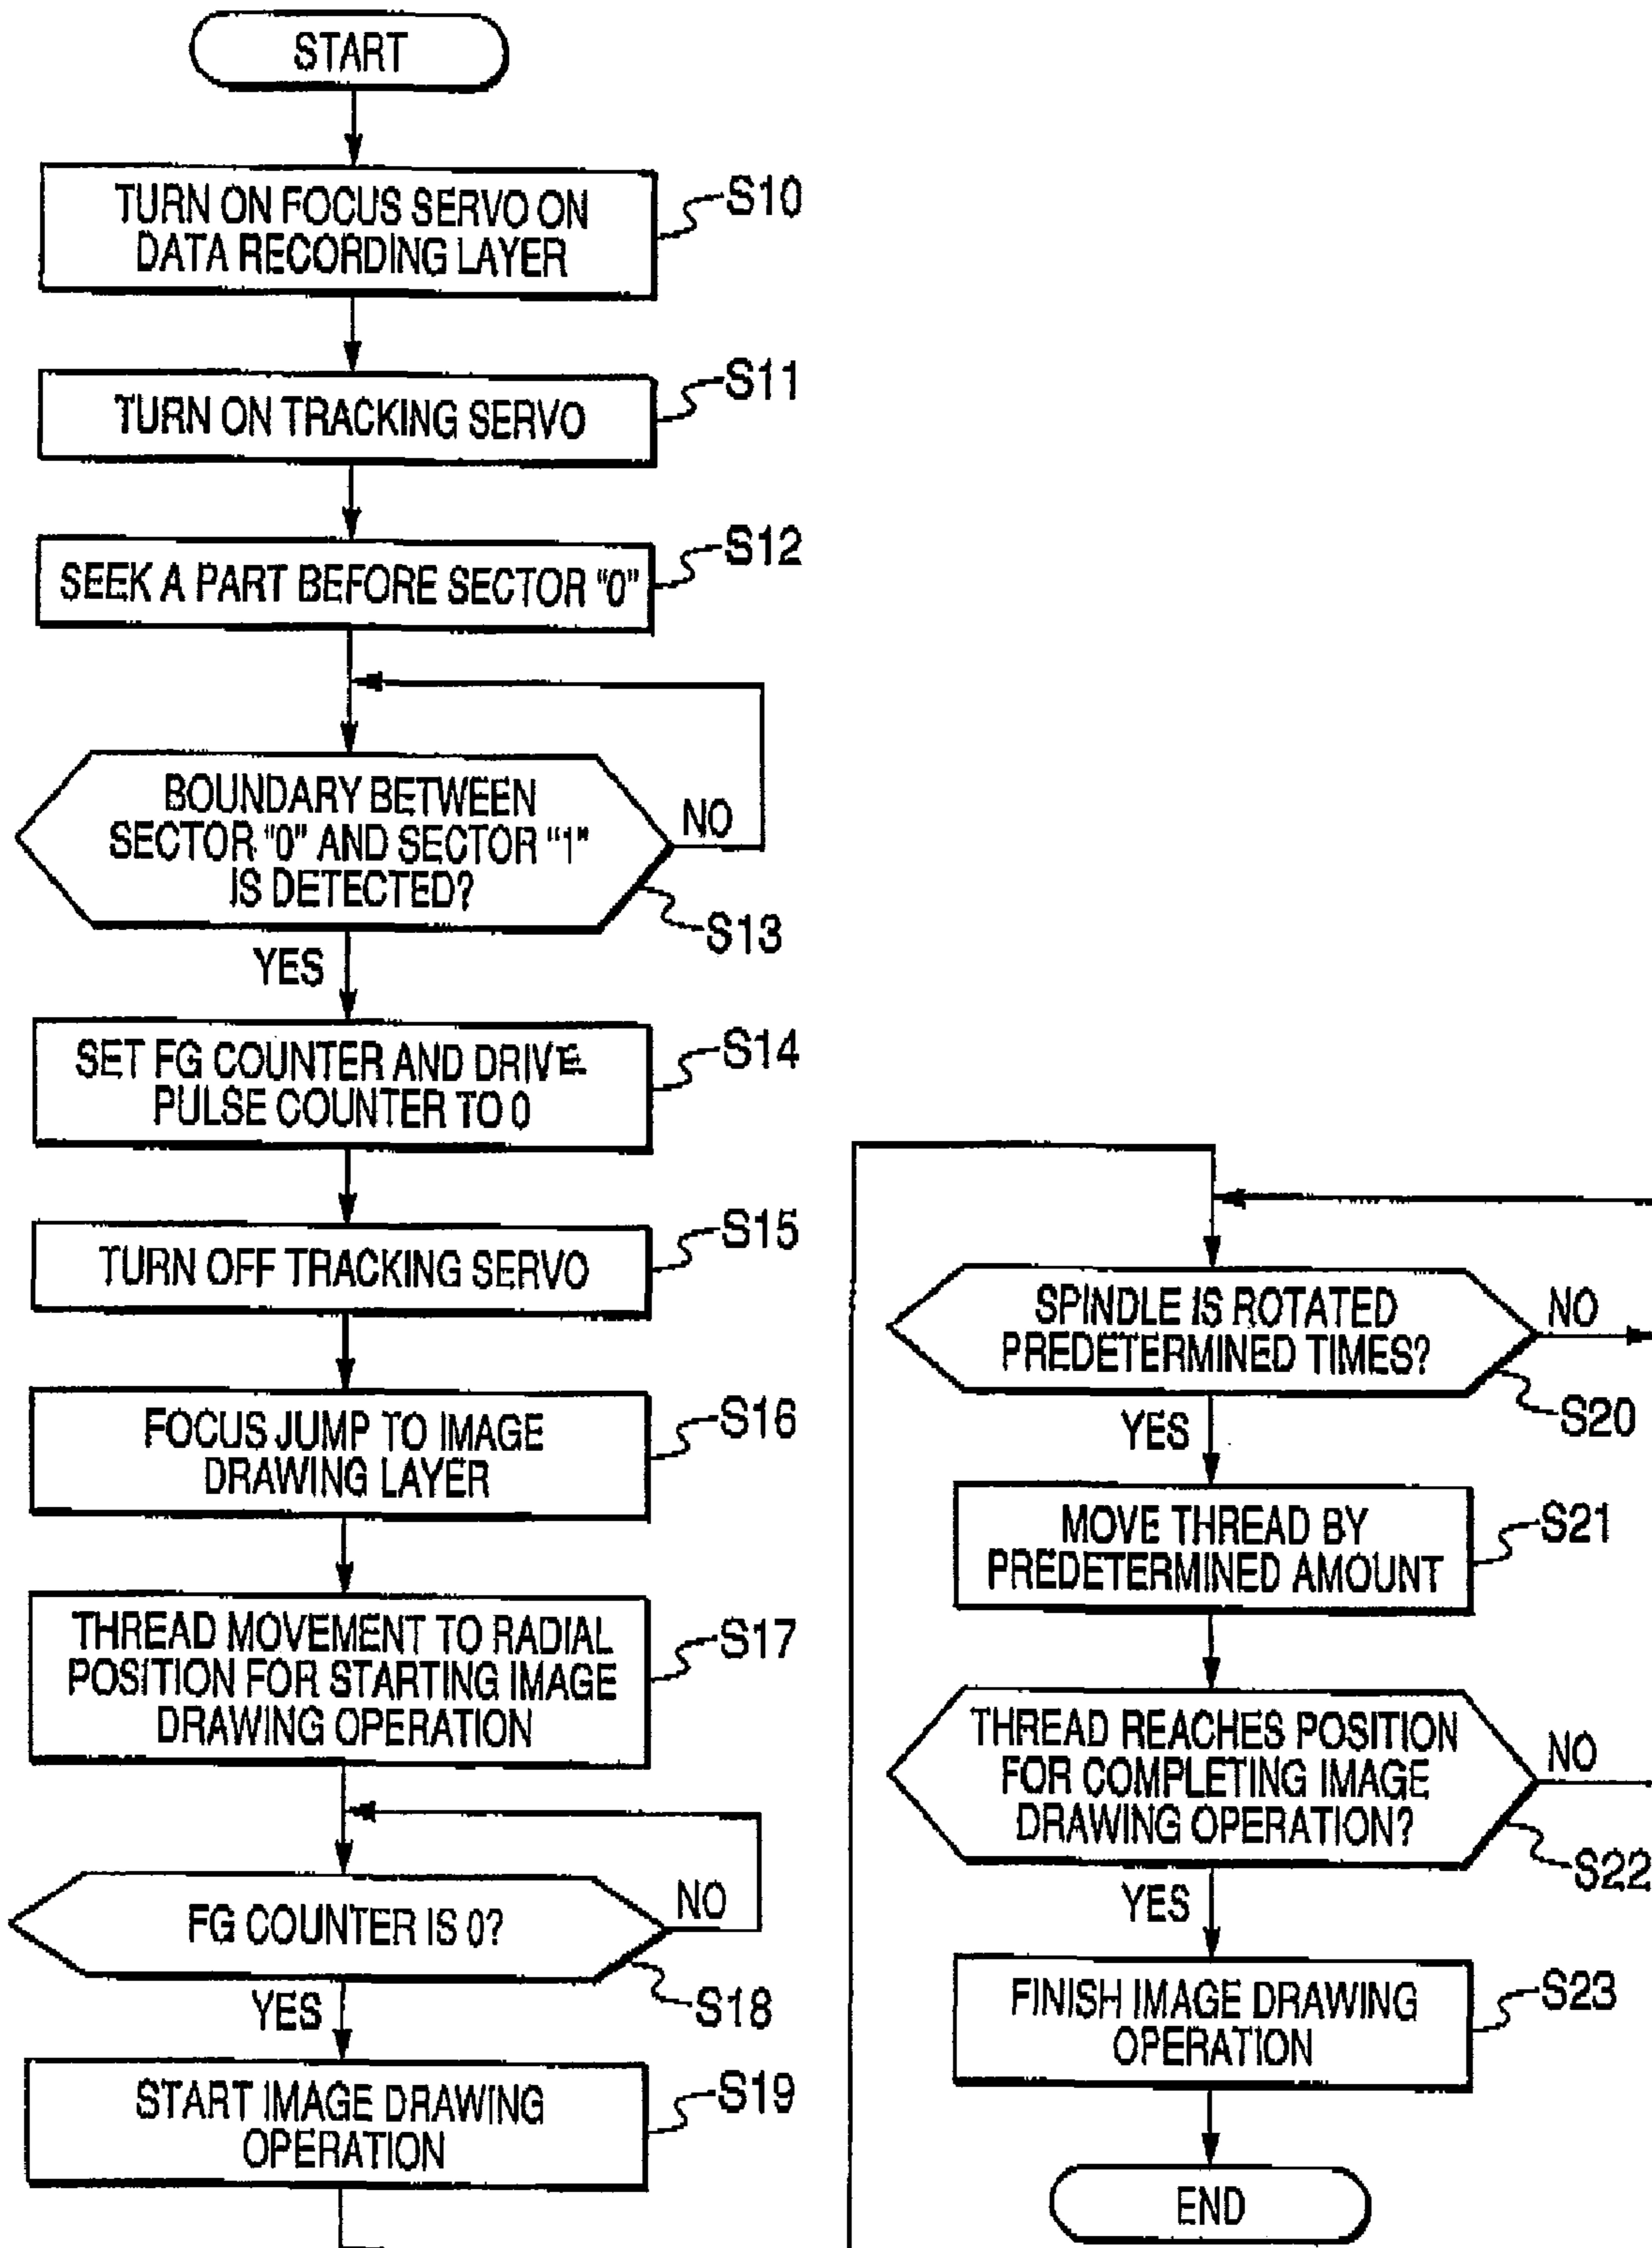 START
TURN ON FOCUS SERVO ON
DATA RECORDING LAYER
S10
TURN ON TRACKING SERVO
S11
SEEK A PART BEFORE SECTOR "0"
S12
BOUNDARY BETWEEN
SECTOR "0" AND SECTOR "1"
IS DETECTED?
NO
S13
YES
SET FG COUNTER AND DRIVE
PULSE COUNTER TO 0
S14
TURN OFF TRACKING SERVO
S15
FOCUS JUMP TO IMAGE
DRAWING LAYER
S16
THREAD MOVEMENT TO RADIAL
POSITION FOR STARTING IMAGE
DRAWING OPERATION
S17
FG COUNTER IS 0?
NO
S18
YES
START IMAGE DRAWING
OPERATION
S19
SPINDLE IS ROTATED
PREDETERMINED TIMES?
NO
S20
YES
MOVE THREAD BY
PREDETERMINED AMOUNT
S21
THREAD REACHES POSITION
FOR COMPLETING IMAGE
DRAWING OPERATION?
NO
S22
YES
FINISH IMAGE DRAWING
OPERATION
S23
END